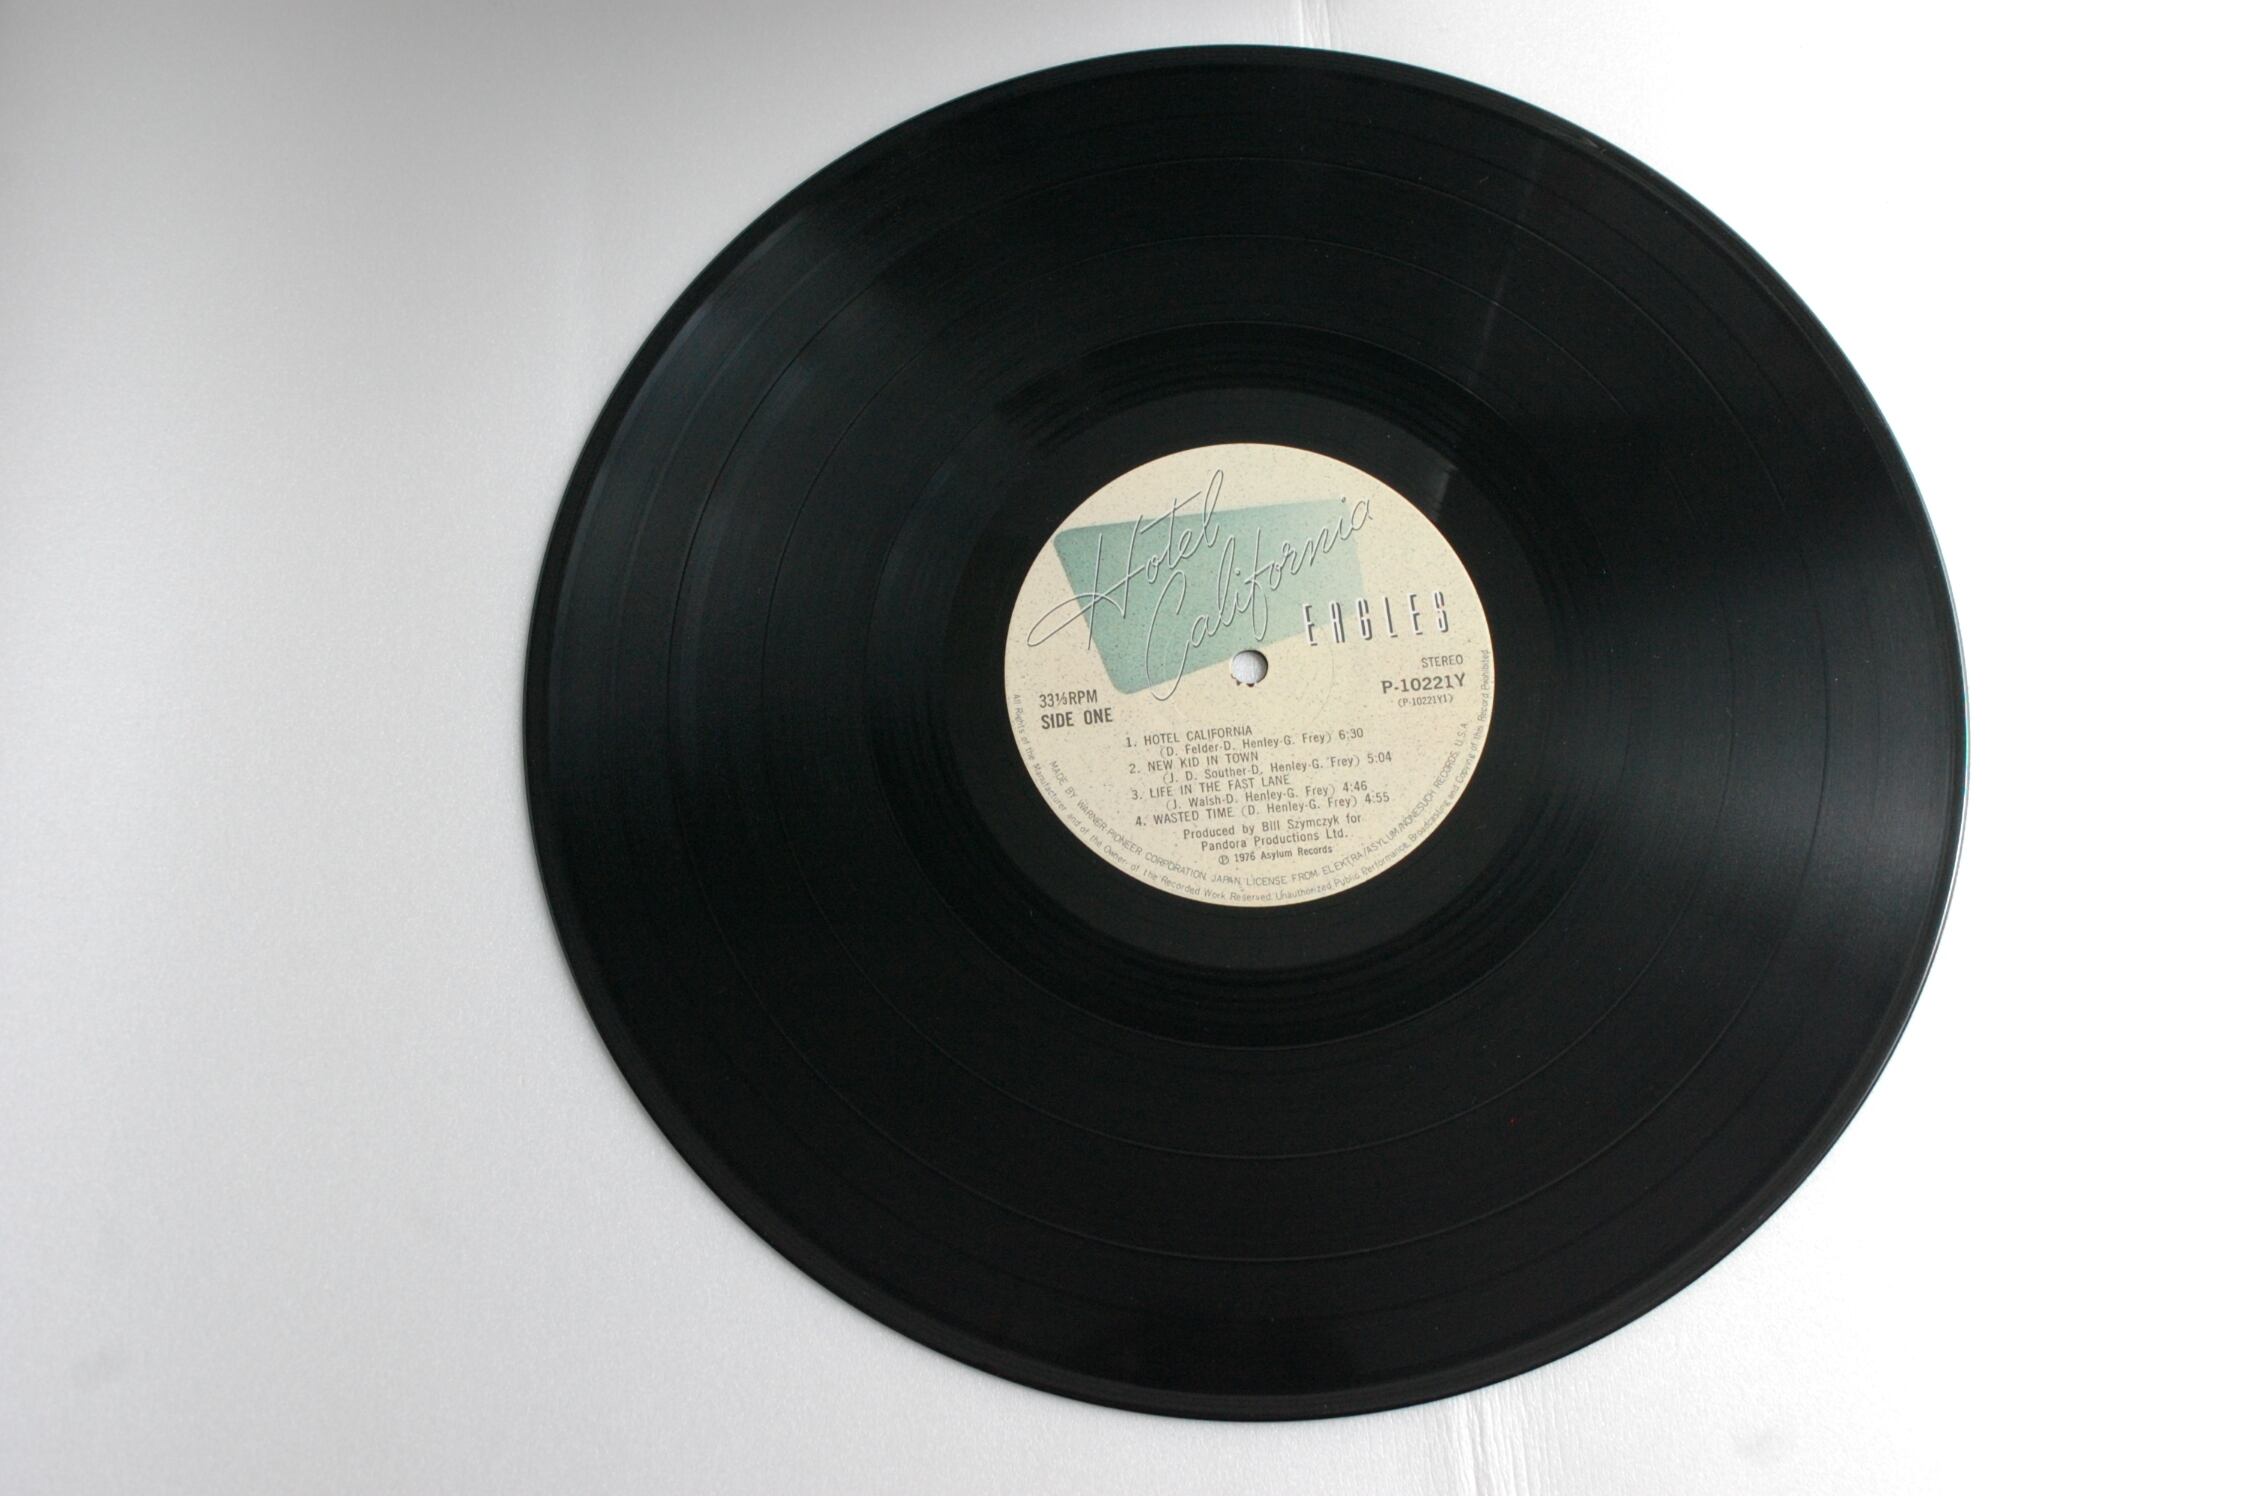 Hotel
California
EAGLES
STEREO
P-10221Y
(P-10221Y1)
33⅓RPM
SIDE ONE
1. HOTEL CALIFORNIA
(D. Felder-D. Henley-G. Frey) 6:30
2. NEW KID IN TOWN
(J. D. Souther-D. Henley-G. Frey) 5:04
3. LIFE IN THE FAST LANE
(J. Walsh-D. Henley-G. Frey) 4:46
4. WASTED TIME (D. Henley-G. Frey) 4:55
Produced by Bill Szymczyk for
Pandora Productions Ltd.
℗ 1976 Asylum Records
MADE BY WARNER-PIONEER CORPORATION, JAPAN, LICENSE FROM ELEKTRA/ASYLUM/NONESUCH RECORDS, U.S.A.
All Rights of the Manufacturer and of the Owner of the Recorded Work Reserved. Unauthorized Public Performance, Broadcasting and Copying of this Record Prohibited